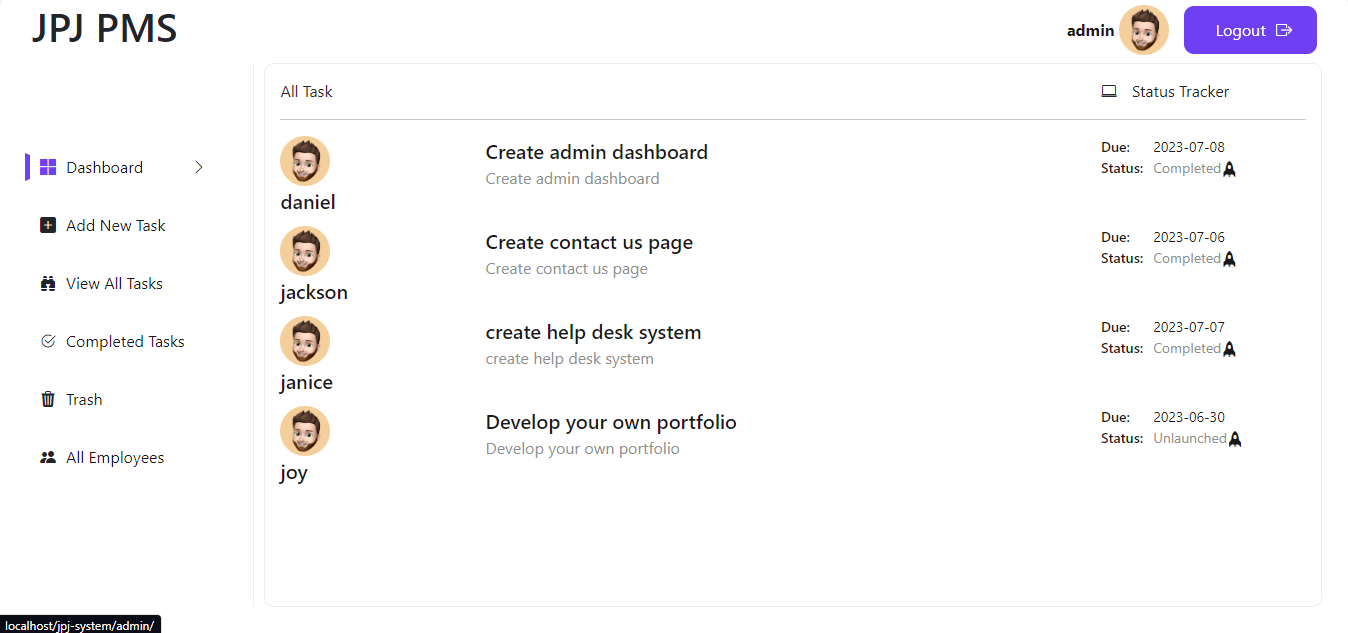 JPJ PMS
admin
Logout
Dashboard
Add New Task
View All Tasks
Completed Tasks
Trash
All Employees
All Task
Status Tracker
daniel
Create admin dashboard
Create admin dashboard
Due: 2023-07-08
Status: Completed
jackson
Create contact us page
Create contact us page
Due: 2023-07-06
Status: Completed
janice
create help desk system
create help desk system
Due: 2023-07-07
Status: Completed
joy
Develop your own portfolio
Develop your own portfolio
Due: 2023-06-30
Status: Unlaunched
localhost/jpj-system/admin/